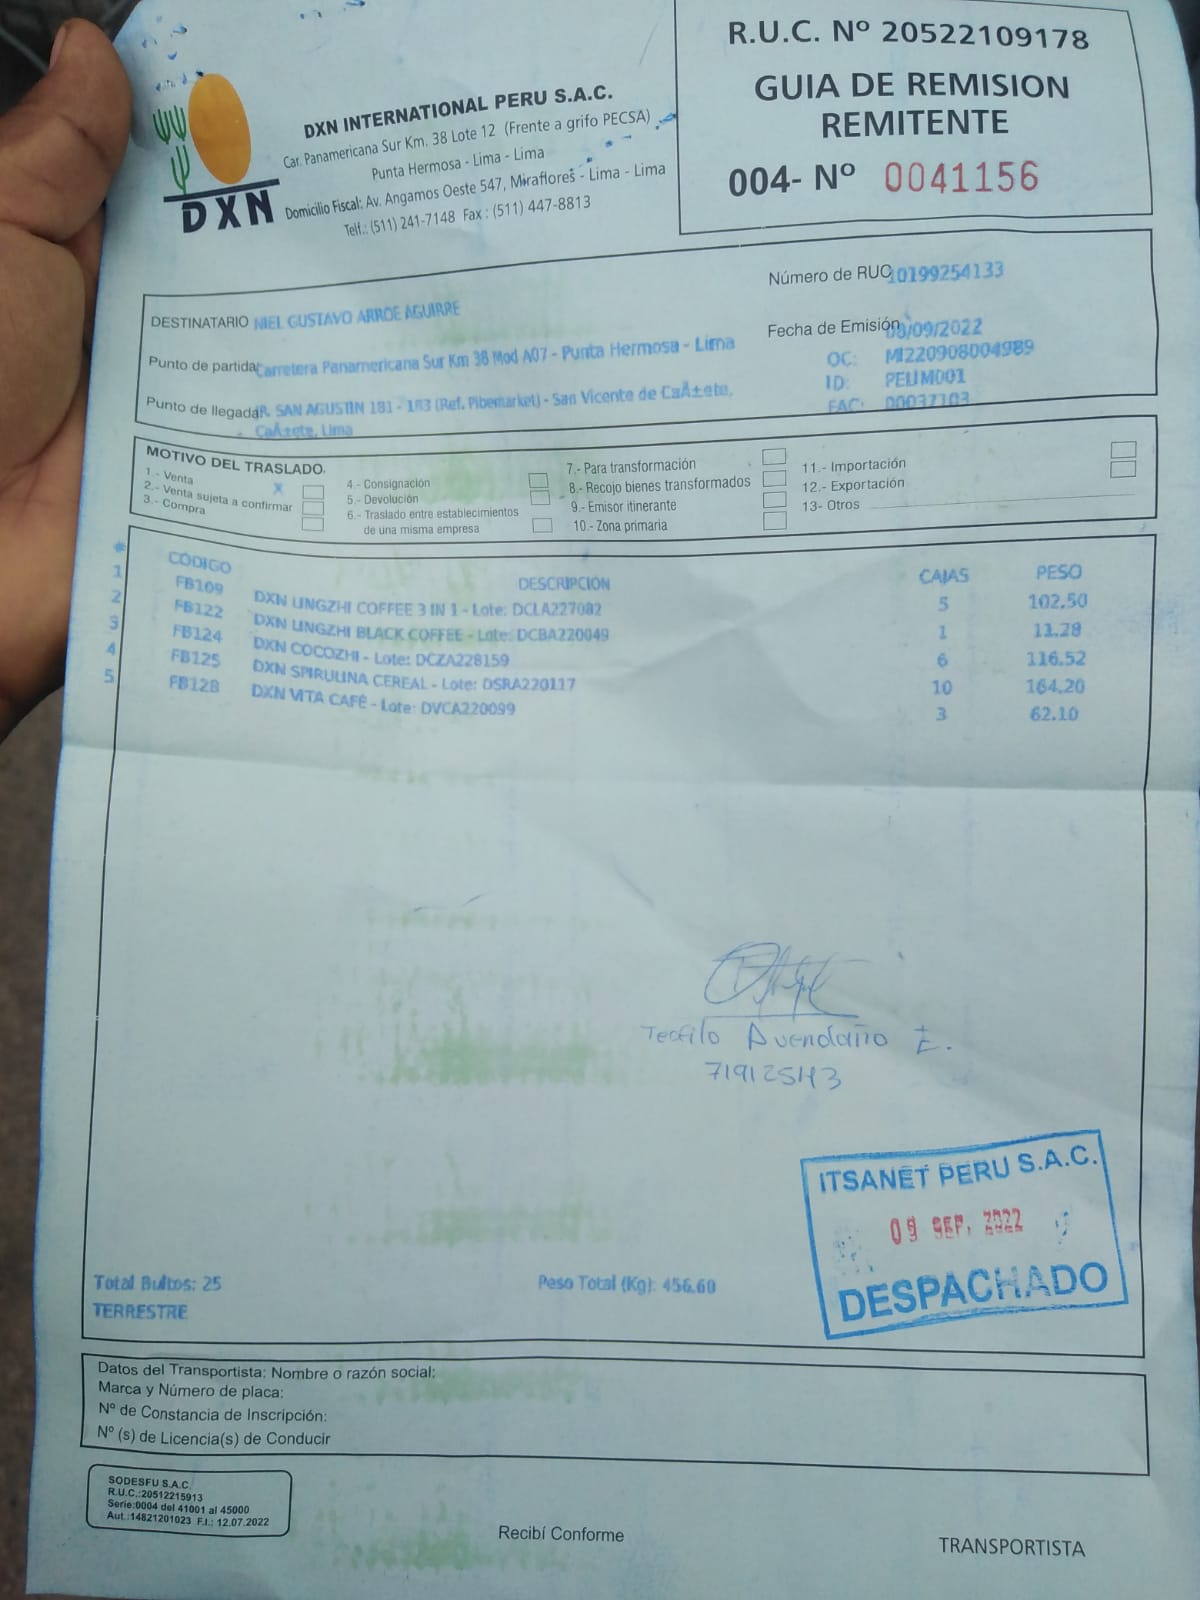 R.U.C. Nº 20522109178
GUIA DE REMISION
REMITENTE
004- Nº 0041156
DXN
DXN INTERNATIONAL PERU S.A.C.
Car. Panamericana Sur Km. 38 Lote 12 (Frente a grifo PECSA)
Punta Hermosa - Lima - Lima
Domicilio Fiscal: Av. Angamos Oeste 547, Miraflores - Lima - Lima
Telf.: (511) 241-7148 Fax : (511) 447-8813
DESTINATARIO NIEL GUSTAVO ARROE AGUIRRE
Número de RUC 10199254133
Punto de partida: Carretera Panamericana Sur Km 38 Mod A07 - Punta Hermosa - Lima
Fecha de Emisión 08/09/2022
OC: MI220908004989
ID: PELIM001
FAC: 00037103
Punto de llegada JR. SAN AGUSTIN 181 - 183 (Ref. Pibemarket) - San Vicente de CaÃ±ete,
- CaÃ±ete, Lima
MOTIVO DEL TRASLADO.
1.- Venta X
2.- Venta sujeta a confirmar
3.- Compra
4.- Consignación
5.- Devolución
6.- Traslado entre establecimientos
de una misma empresa
7.- Para transformación
8.- Recojo bienes transformados
9.- Emisor itinerante
10.- Zona primaria
11.- Importación
12.- Exportación
13- Otros
# CÓDIGO DESCRIPCIÓN CAJAS PESO
1 FB109 DXN LINGZHI COFFEE 3 IN 1 - Lote: DCLA227082 5 102.50
2 FB122 DXN LINGZHI BLACK COFFEE - Lote: DCBA220049 1 11.28
3 FB124 DXN COCOZHI - Lote: DCZA228159 6 116.52
4 FB125 DXN SPIRULINA CEREAL - Lote: DSRA220117 10 164.20
5 FB128 DXN VITA CAFÉ - Lote: DVCA220099 3 62.10
Teofilo Avendaño E.
71912543
ITSANET PERU S.A.C.
09 SEP. 2022
DESPACHADO
Total Bultos: 25
Peso Total (Kg): 456.60
TERRESTRE
Datos del Transportista: Nombre o razón social:
Marca y Número de placa:
Nº de Constancia de Inscripción:
Nº (s) de Licencia(s) de Conducir
SODESFU S.A.C.
R.U.C.:20512215913
Serie:0004 del 41001 al 45000
Aut.:14821201023 F.I.: 12.07.2022
Recibí Conforme
TRANSPORTISTA